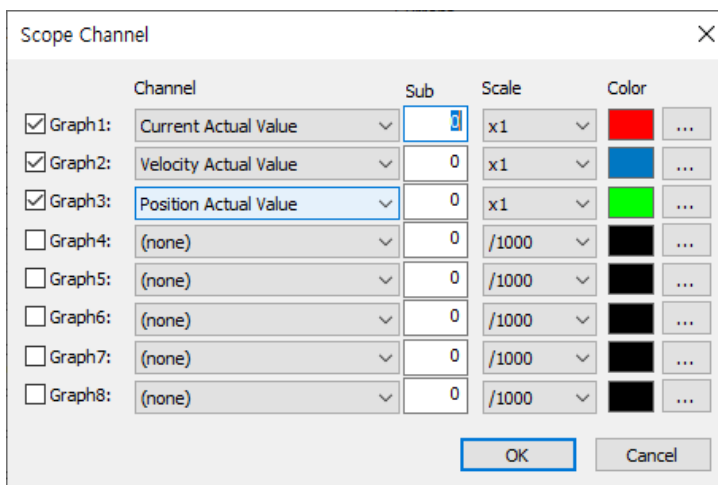 Scope Channel
Channel Sub Scale Color
Graph1: Current Actual Value 0 x1 ...
Graph2: Velocity Actual Value 0 x1 ...
Graph3: Position Actual Value 0 x1 ...
Graph4: (none) 0 /1000 ...
Graph5: (none) 0 /1000 ...
Graph6: (none) 0 /1000 ...
Graph7: (none) 0 /1000 ...
Graph8: (none) 0 /1000 ...
OK Cancel